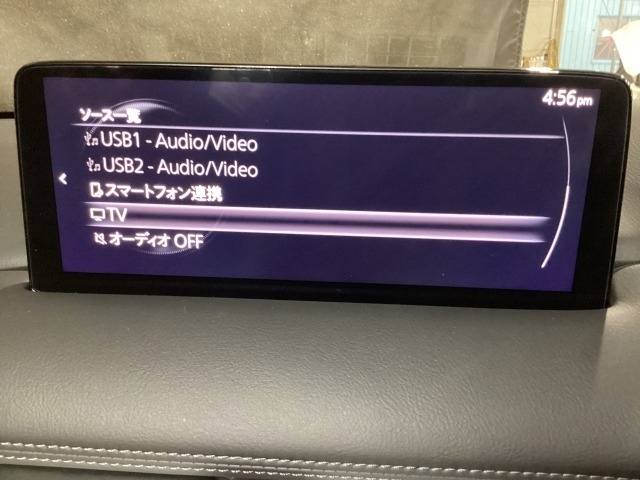 4:56pm
ソース一覧
USB1 - Audio/Video
USB2 - Audio/Video
スマートフォン連携
TV
オーディオ OFF